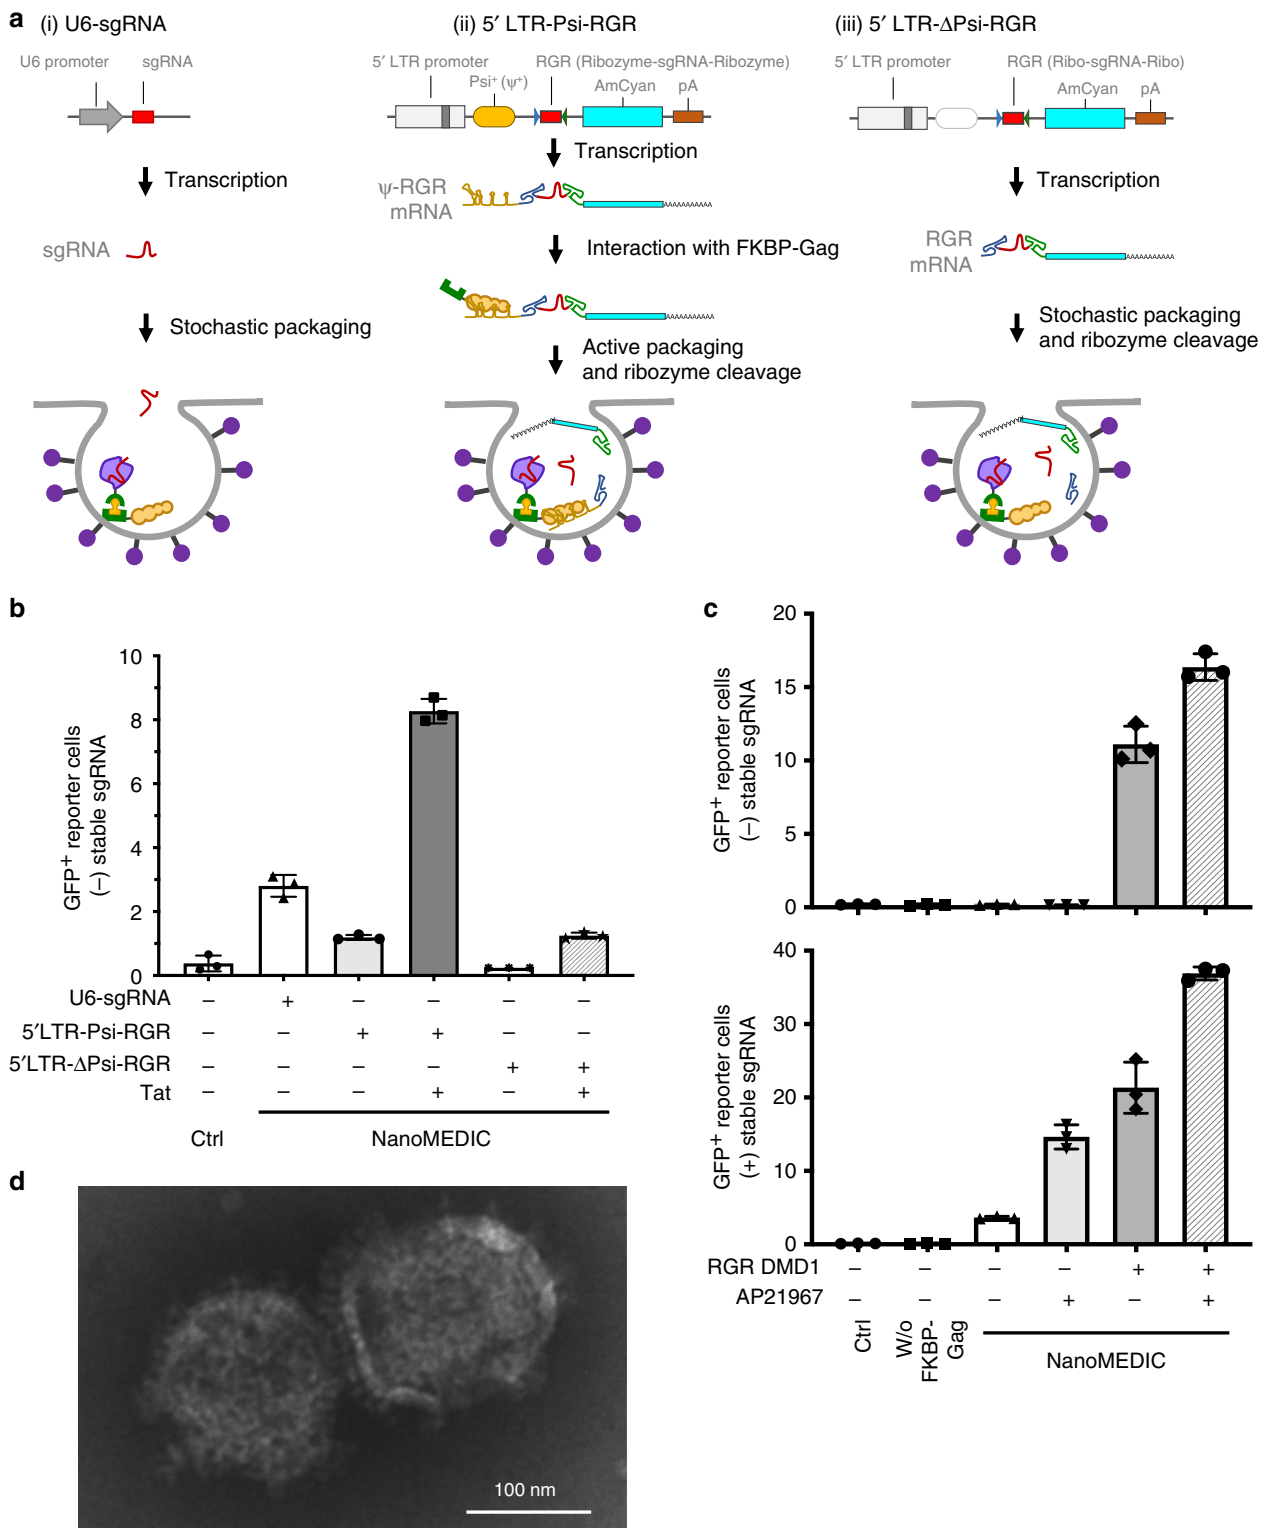 a
(i) U6-sgRNA
U6 promoter
sgRNA
Transcription
sgRNA
Stochastic packaging
(ii) 5′ LTR-Psi-RGR
5′ LTR promoter
RGR (Ribozyme-sgRNA-Ribozyme)
Psi⁺ (ψ⁺)
AmCyan
pA
Transcription
ψ-RGR
mRNA
AAAAAAAAAAA
Interaction with FKBP-Gag
AAAAAAAAAAA
Active packaging
and ribozyme cleavage
(iii) 5′ LTR-ΔPsi-RGR
5′ LTR promoter
RGR (Ribo-sgRNA-Ribo)
AmCyan
pA
Transcription
RGR
mRNA
AAAAAAAAAAA
Stochastic packaging
and ribozyme cleavage
b
GFP⁺ reporter cells
(–) stable sgRNA
10
8
6
4
2
0
U6-sgRNA – + – – – –
5′LTR-Psi-RGR – – + + – –
5′LTR-ΔPsi-RGR – – – – + +
Tat – – – + – +
Ctrl
NanoMEDIC
c
GFP⁺ reporter cells
(–) stable sgRNA
20
15
10
5
0
GFP⁺ reporter cells
(+) stable sgRNA
40
30
20
10
0
RGR DMD1 – – – – + +
AP21967 – – – + – +
Ctrl
W/o
FKBP-
Gag
NanoMEDIC
d
100 nm